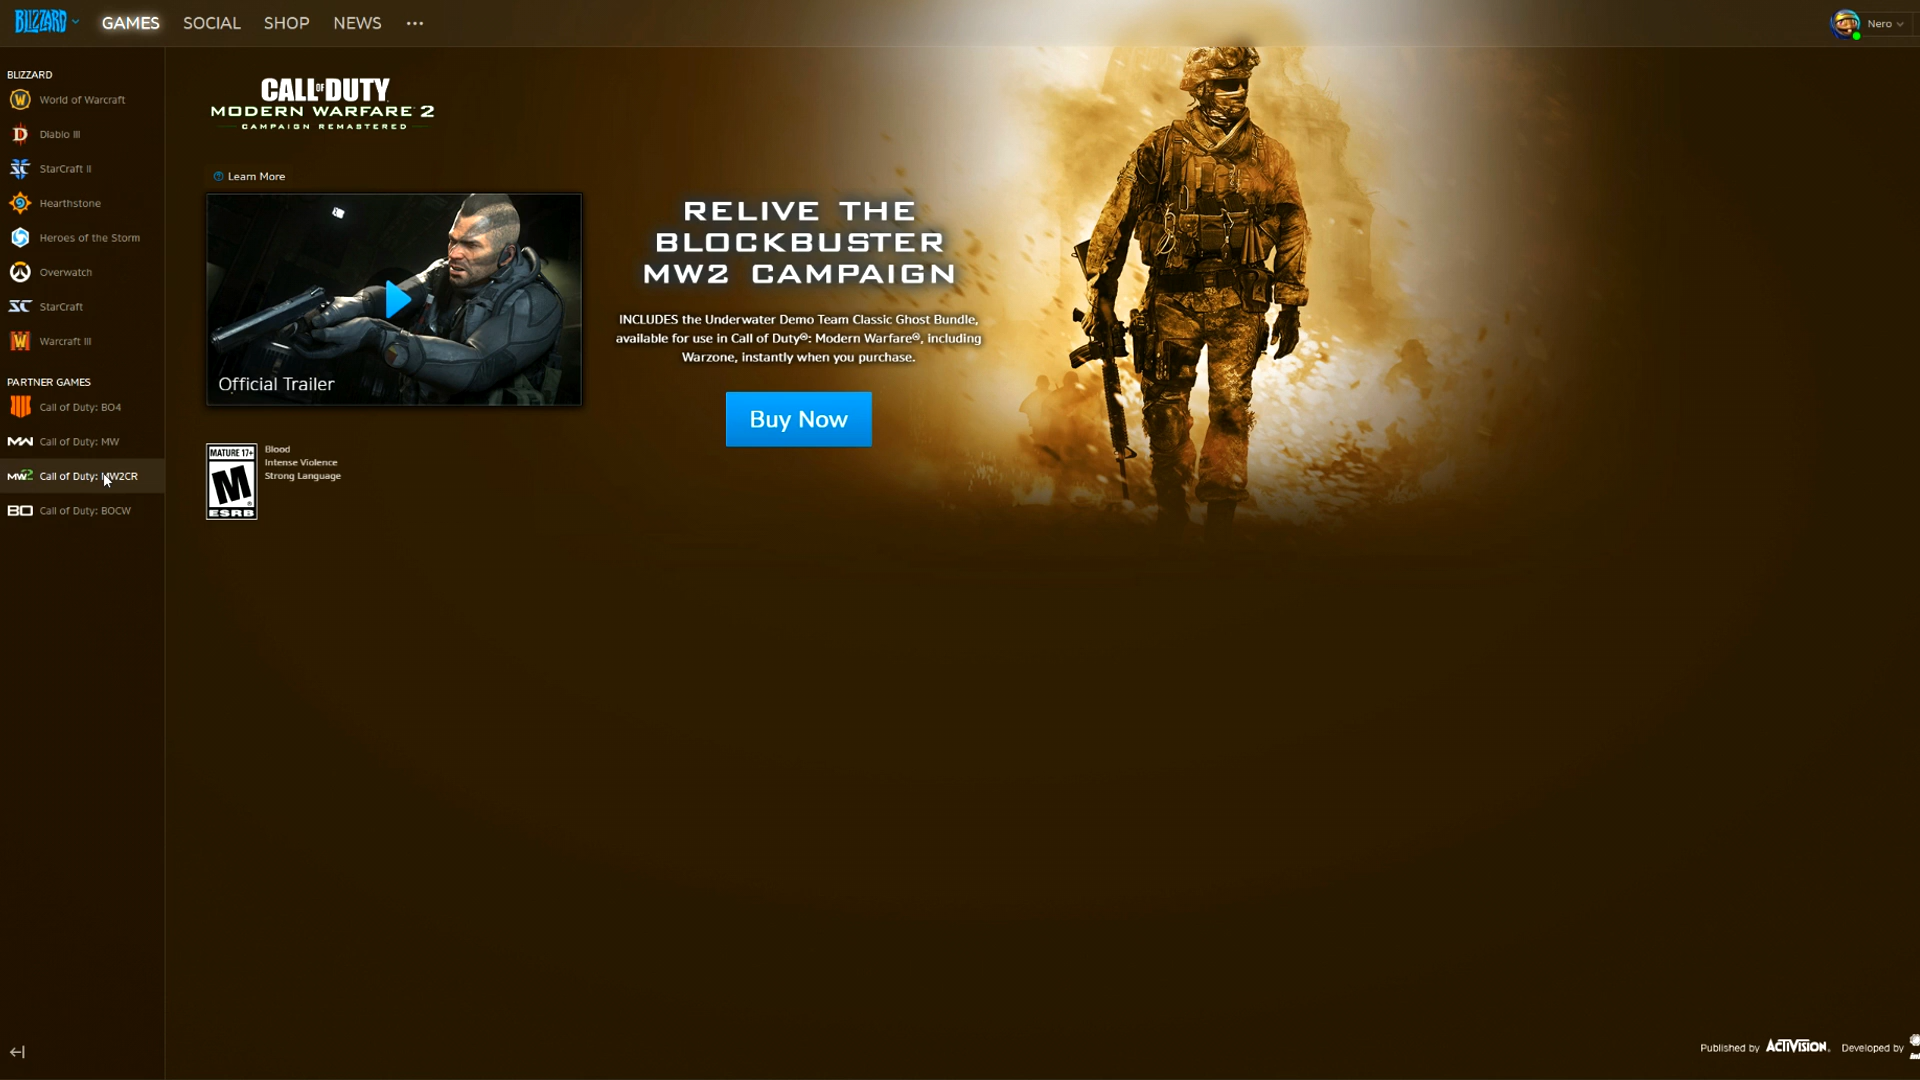 BLIZZARD
GAMES
SOCIAL
SHOP
NEWS
Nero
BLIZZARD
World of Warcraft
Diablo III
StarCraft II
Hearthstone
Heroes of the Storm
Overwatch
StarCraft
Warcraft III
PARTNER GAMES
Call of Duty: BO4
Call of Duty: MW
Call of Duty: MW2CR
Call of Duty: BOCW
CALL OF DUTY
MODERN WARFARE 2
CAMPAIGN REMASTERED
Learn More
Official Trailer
MATURE 17+
M
ESRB
Blood
Intense Violence
Strong Language
RELIVE THE
BLOCKBUSTER
MW2 CAMPAIGN
INCLUDES the Underwater Demo Team Classic Ghost Bundle,
available for use in Call of Duty®: Modern Warfare®, including
Warzone, instantly when you purchase.
Buy Now
Published by ACTIVISION. Developed by